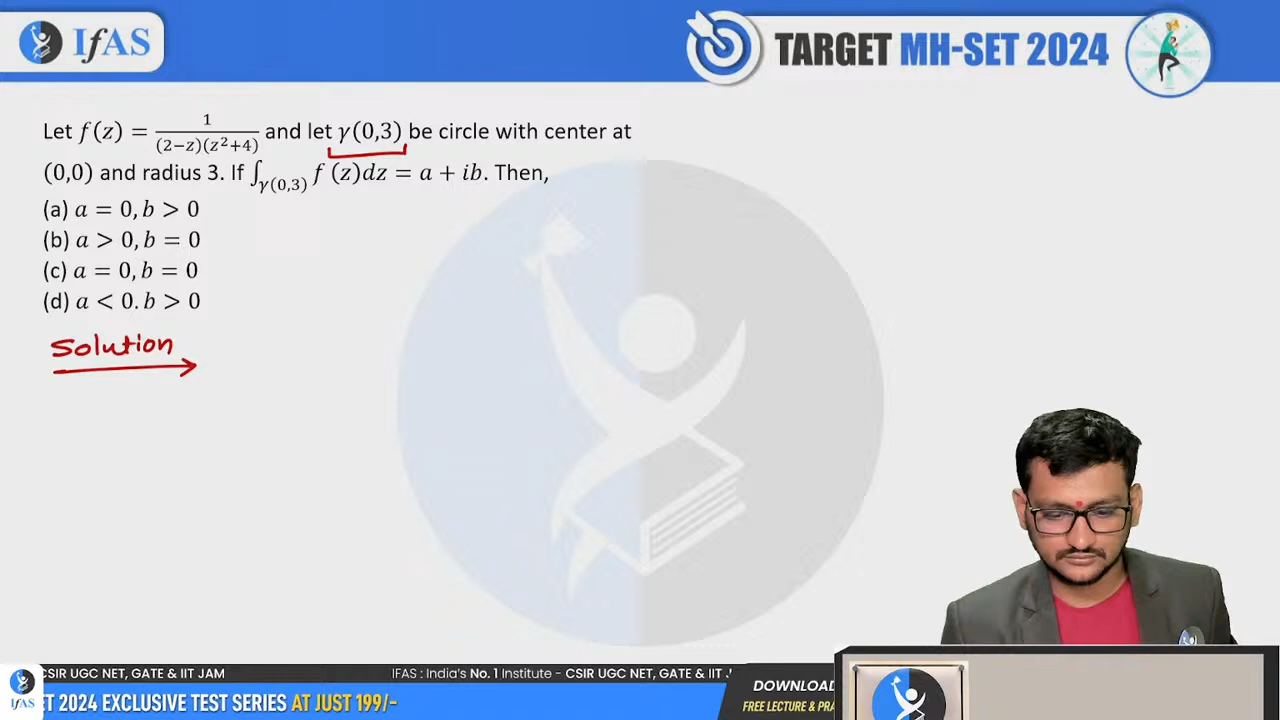 IfAS
TARGET MH-SET 2024
Let f(z) = 1/((2−z)(z²+4)) and let γ(0,3) be circle with center at
(0,0) and radius 3. If ∫γ(0,3) f (z)dz = a + ib. Then,
(a) a = 0, b > 0
(b) a > 0, b = 0
(c) a = 0, b = 0
(d) a < 0. b > 0
Solution
CSIR UGC NET, GATE & IIT JAM
IFAS : India's No. 1 Institute - CSIR UGC NET, GATE & IIT J
IfAS
ET 2024 EXCLUSIVE TEST SERIES AT JUST 199/-
DOWNLOAD
FREE LECTURE & PRA